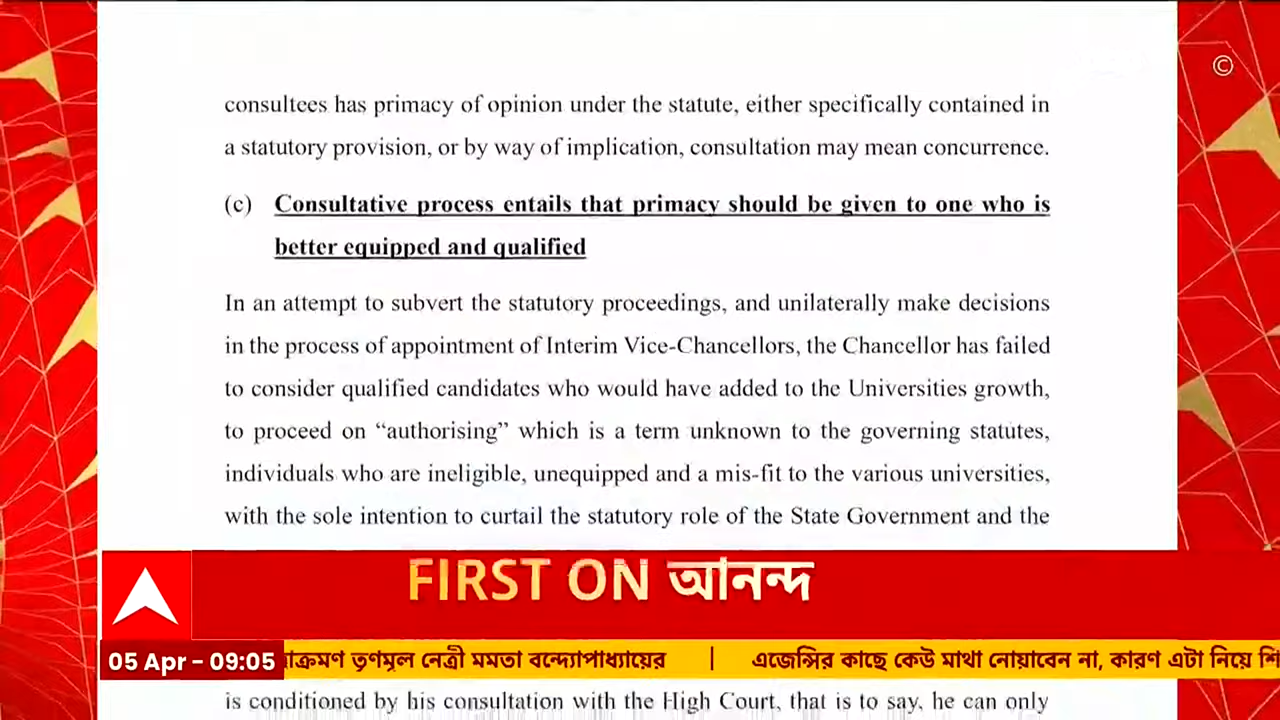 ©
consultees has primacy of opinion under the statute, either specifically contained in
a statutory provision, or by way of implication, consultation may mean concurrence.
(c) Consultative process entails that primacy should be given to one who is
better equipped and qualified
In an attempt to subvert the statutory proceedings, and unilaterally make decisions
in the process of appointment of Interim Vice-Chancellors, the Chancellor has failed
to consider qualified candidates who would have added to the Universities growth,
to proceed on “authorising” which is a term unknown to the governing statutes,
individuals who are ineligible, unequipped and a mis-fit to the various universities,
with the sole intention to curtail the statutory role of the State Government and the
FIRST ON আনন্দ
05 Apr - 09:05 তৃণমূল নেত্রী মমতা বন্দ্যোপাধ্যায়ের | এজেন্সির কাছে কেউ মাথা নোয়াবেন না, কারণ এটা নিয়ে
is conditioned by his consultation with the High Court, that is to say, he can only